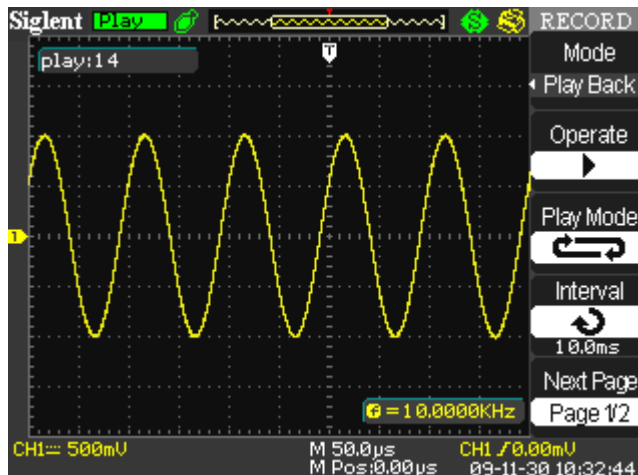 Siglent Play $ RECORD
play:14
T
Mode
Play Back
Operate
Play Mode
1
Interval
10.0ms
Next Page
f =10.0000KHz
Page 1/2
CH1 500mV M 50.0µs CH1 0.00mV
M Pos:0.00µs 09-11-30 10:32:44